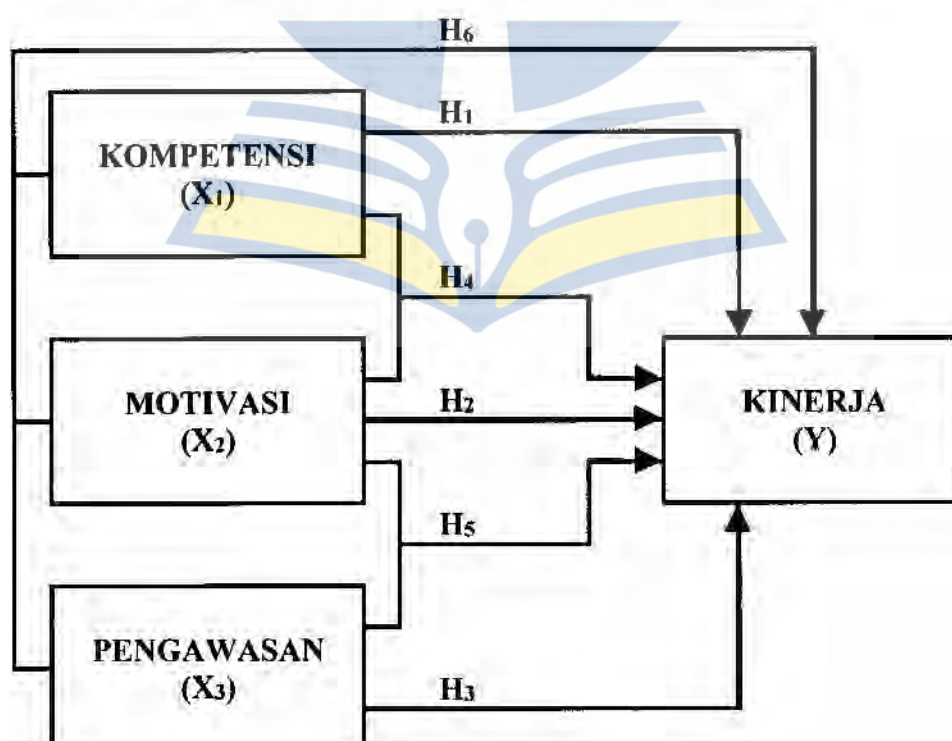 H6
H1
KOMPETENSI
(X1)
H4
MOTIVASI
(X2)
H2
KINERJA
(Y)
H5
PENGAWASAN
(X3)
H3